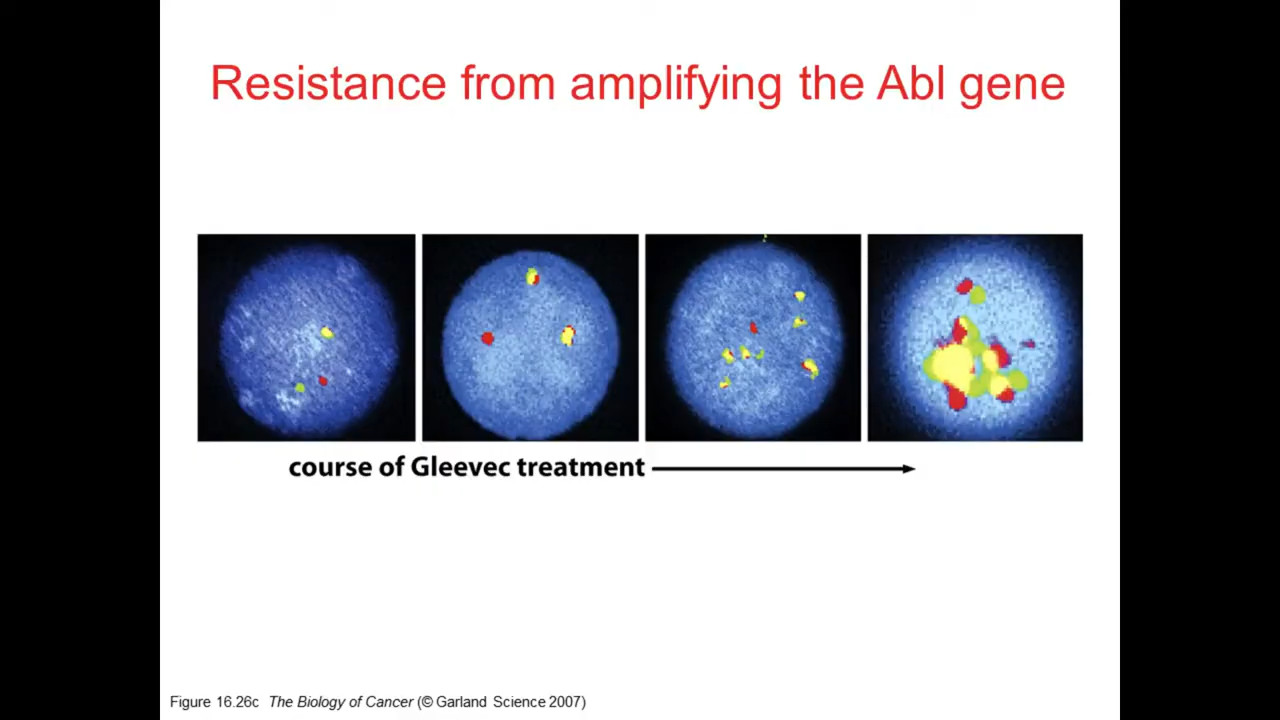 Resistance from amplifying the Abl gene
course of Gleevec treatment
Figure 16.26c The Biology of Cancer (© Garland Science 2007)